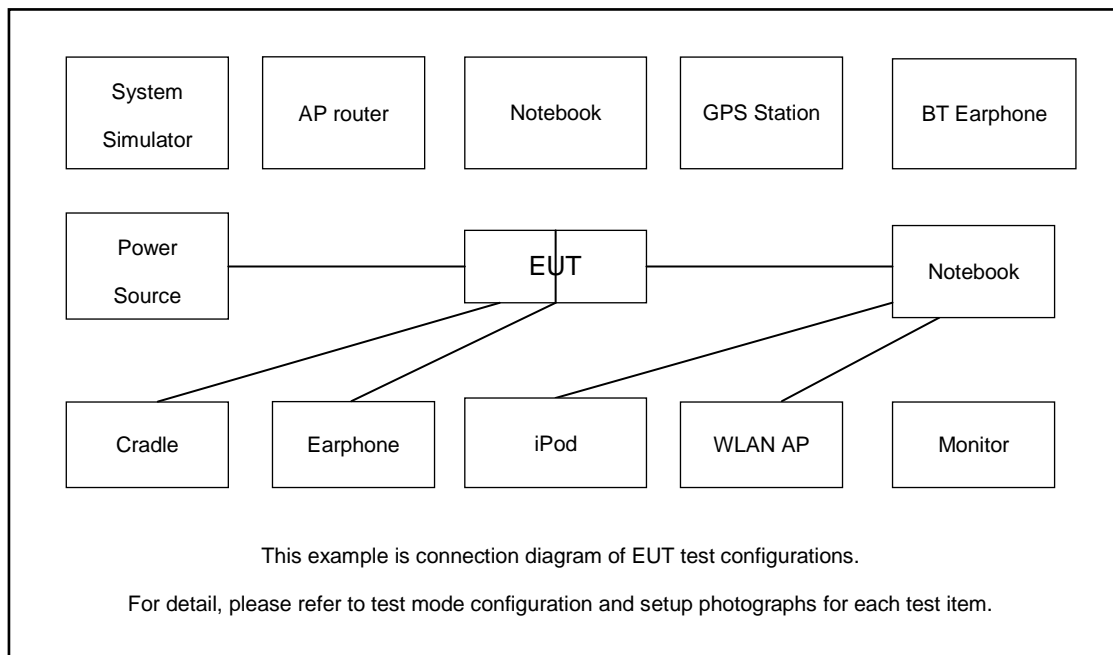 System
Simulator
AP router
Notebook
GPS Station
BT Earphone
Power
Source
EUT
Notebook
Cradle
Earphone
iPod
WLAN AP
Monitor
This example is connection diagram of EUT test configurations.
For detail, please refer to test mode configuration and setup photographs for each test item.